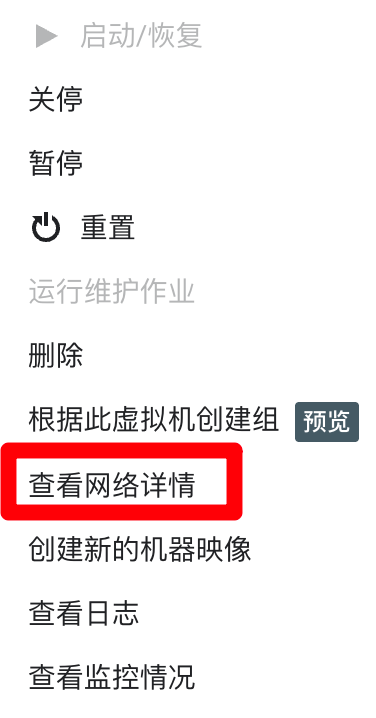 启动/恢复
关停
暂停
重置
运行维护作业
删除
根据此虚拟机创建组 预览
查看网络详情
创建新的机器映像
查看日志
查看监控情况